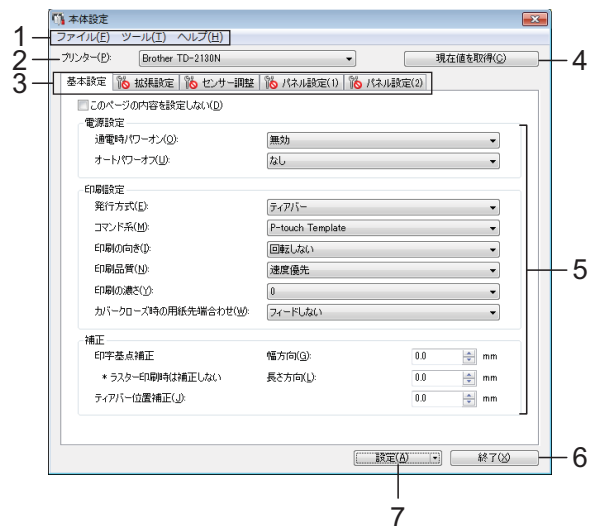 本体設定
1 ファイル(F) ツール(T) ヘルプ(H)
2 プリンター(P): Brother TD-2130N 現在値を取得(C) 4
3 基本設定 拡張設定 センサー調整 パネル設定(1) パネル設定(2)
このページの内容を設定しない(D)
電源設定
通電時パワーオン(O): 無効
オートパワーオフ(U): なし
印刷設定
発行方式(E): ティアバー
コマンド系(M): P-touch Template
印刷の向き(I): 回転しない
印刷品質(N): 速度優先
5
印刷の濃さ(Y): 0
カバークローズ時の用紙先端合わせ(W): フィードしない
補正
印字基点補正 幅方向(G): 0.0 mm
*ラスター印刷時は補正しない 長さ方向(L): 0.0 mm
ティアバー位置補正(J): 0.0 mm
設定(A) 終了(X) 6
7